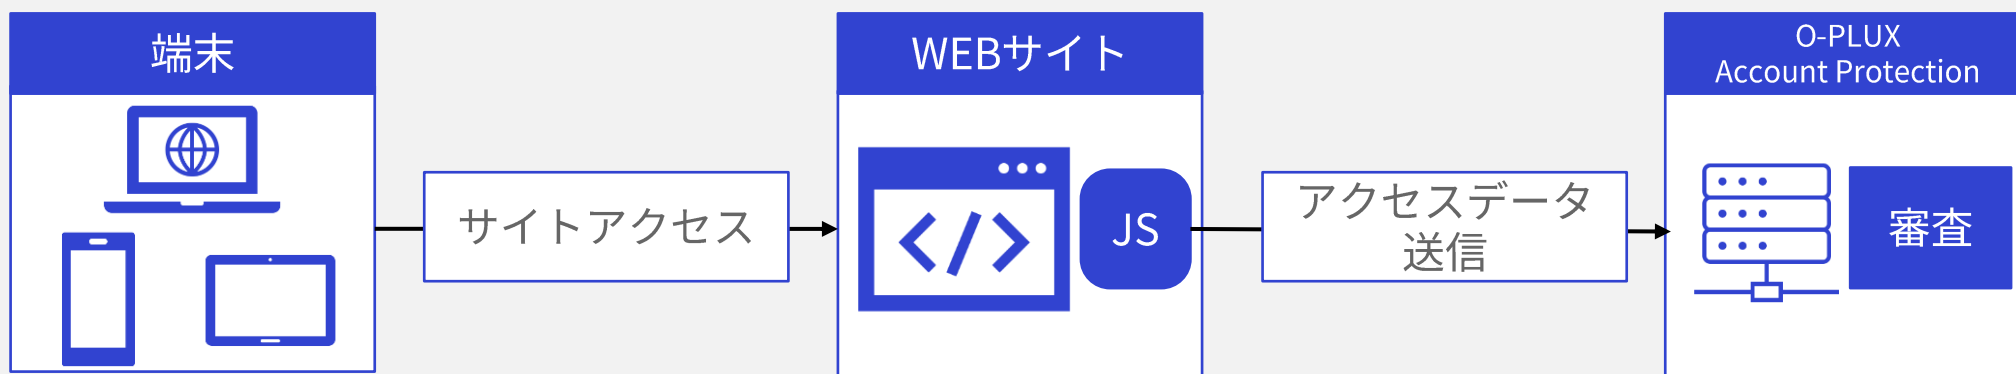 端末
サイトアクセス
WEBサイト
JS
アクセスデータ
送信
O-PLUX
Account Protection
審査